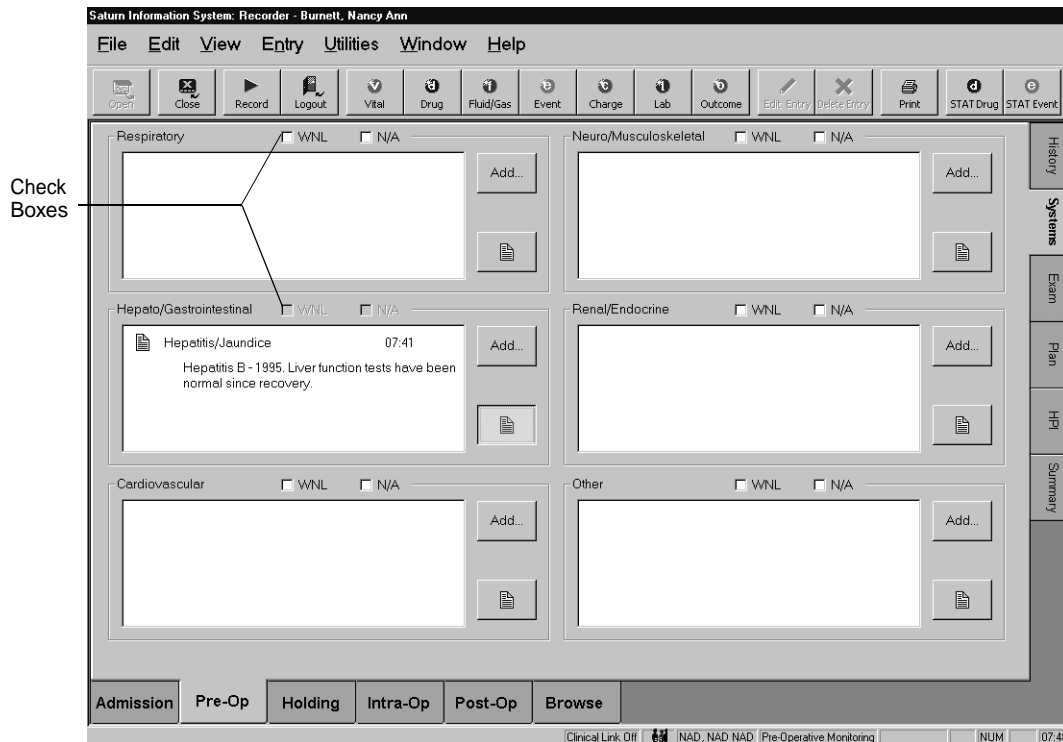 Saturn Information System: Recorder - Burnett, Nancy Ann
File Edit View Entry Utilities Window Help
Open Close Record Logout Vital Drug Fluid/Gas Event Charge Lab Outcome Edit Entry Delete Entry Print STAT Drug STAT Event
Respiratory WNL N/A
Add...
Neuro/Musculoskeletal WNL N/A
Add...
Check
Boxes
Hepato/Gastrointestinal WNL N/A
Hepatitis/Jaundice 07:41
Hepatitis B - 1995. Liver function tests have been
normal since recovery.
Add...
Renal/Endocrine WNL N/A
Add...
Cardiovascular WNL N/A
Add...
Other WNL N/A
Add...
History
Systems
Exam
Plan
HPI
Summary
Admission Pre-Op Holding Intra-Op Post-Op Browse
Clinical Link Off NAD, NAD NAD Pre-Operative Monitoring NUM